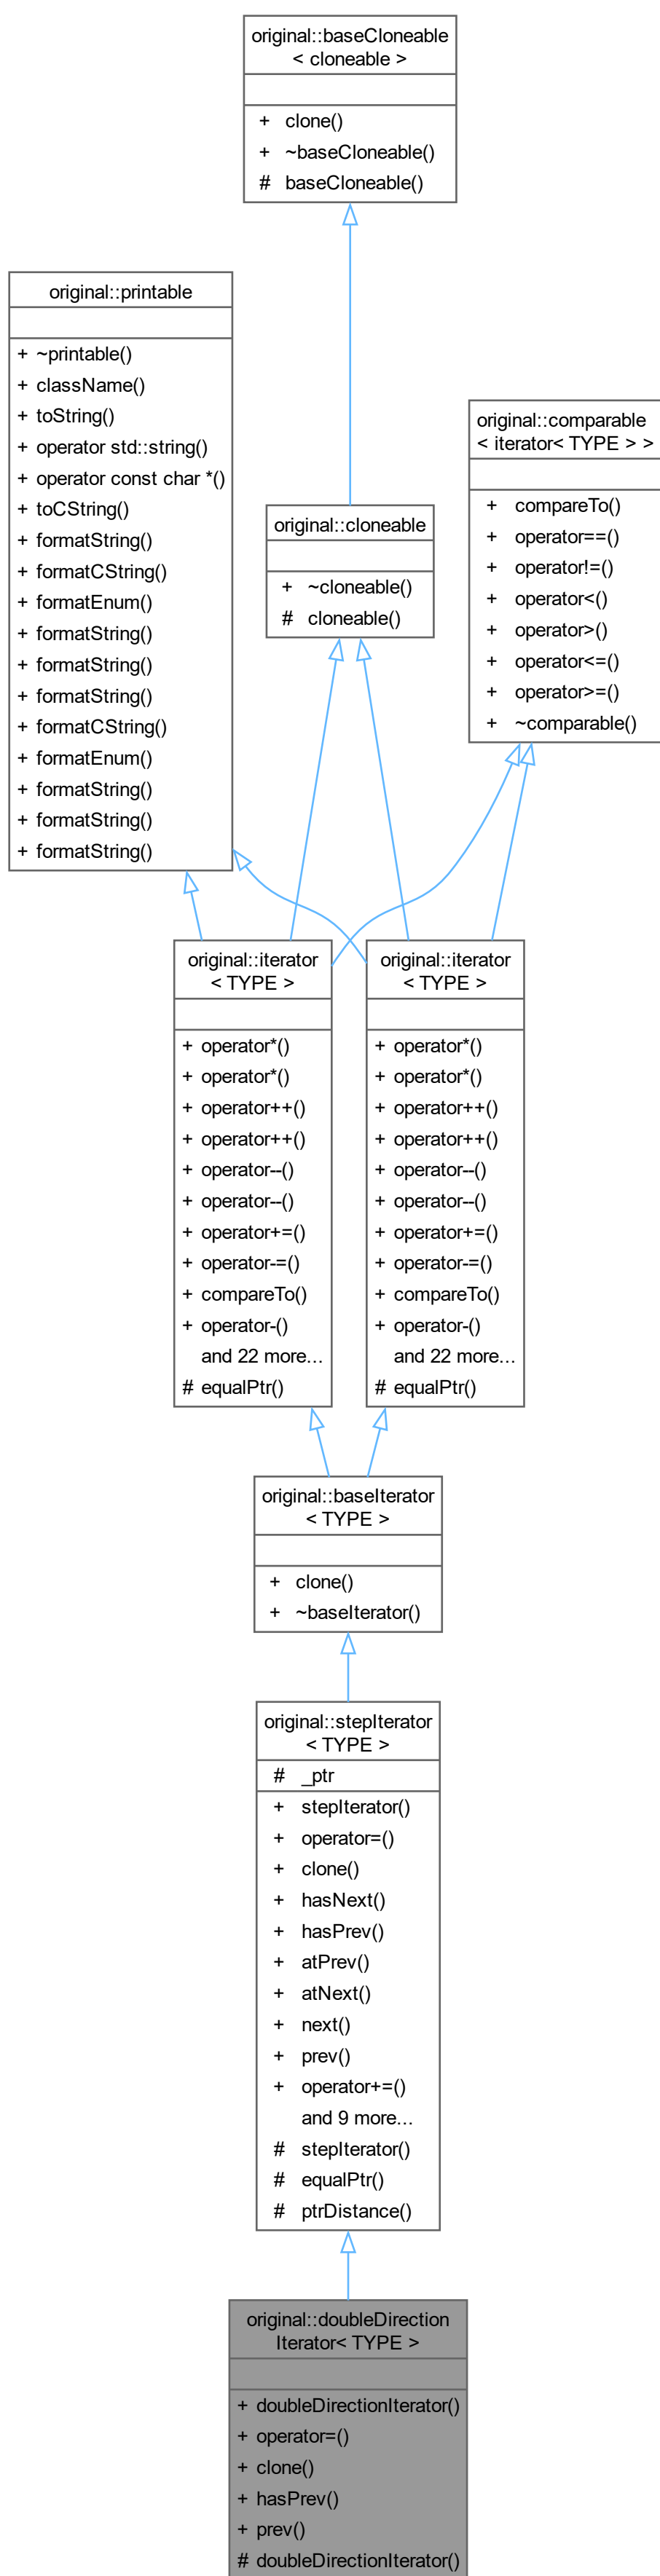 original::baseCloneable
< cloneable >
+ clone()
+ ~baseCloneable()
# baseCloneable()
original::printable
+ ~printable()
+ className()
+ toString()
+ operator std::string()
+ operator const char *()
+ toCString()
+ formatString()
+ formatCString()
+ formatEnum()
+ formatString()
+ formatString()
+ formatString()
+ formatCString()
+ formatEnum()
+ formatString()
+ formatString()
+ formatString()
original::comparable
< iterator< TYPE > >
+ compareTo()
+ operator==()
+ operator!=()
+ operator<()
+ operator>()
+ operator<=()
+ operator>=()
+ ~comparable()
original::cloneable
+ ~cloneable()
# cloneable()
original::iterator
< TYPE >
+ operator*()
+ operator*()
+ operator++()
+ operator++()
+ operator--()
+ operator--()
+ operator+=()
+ operator-=()
+ compareTo()
+ operator-()
and 22 more...
# equalPtr()
original::iterator
< TYPE >
+ operator*()
+ operator*()
+ operator++()
+ operator++()
+ operator--()
+ operator--()
+ operator+=()
+ operator-=()
+ compareTo()
+ operator-()
and 22 more...
# equalPtr()
original::baseIterator
< TYPE >
+ clone()
+ ~baseIterator()
original::stepIterator
< TYPE >
# _ptr
+ stepIterator()
+ operator=()
+ clone()
+ hasNext()
+ hasPrev()
+ atPrev()
+ atNext()
+ next()
+ prev()
+ operator+=()
and 9 more...
# stepIterator()
# equalPtr()
# ptrDistance()
original::doubleDirection
Iterator< TYPE >
+ doubleDirectionIterator()
+ operator=()
+ clone()
+ hasPrev()
+ prev()
# doubleDirectionIterator()